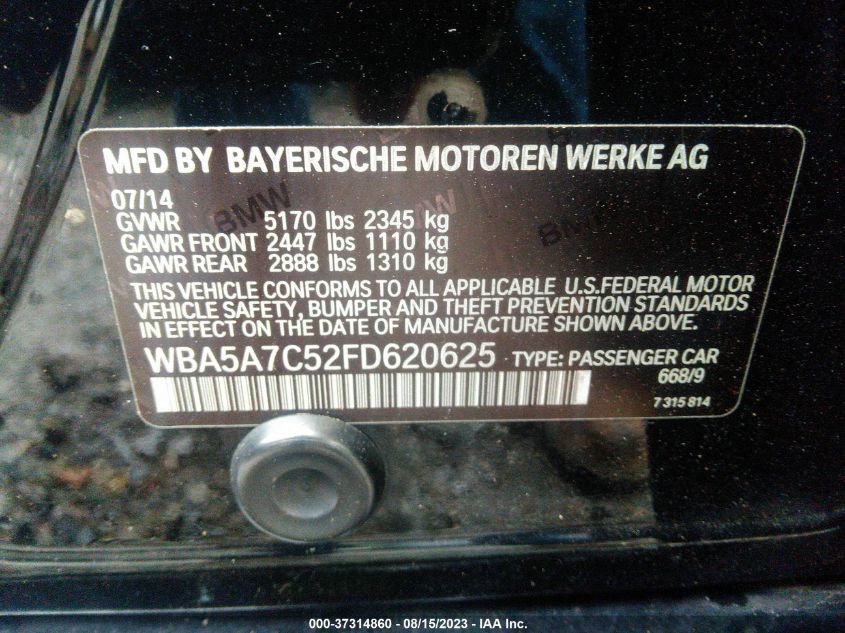 MFD BY BAYERISCHE MOTOREN WERKE AG
07/14
GVWR 5170 lbs 2345 kg
GAWR FRONT 2447 lbs 1110 kg
GAWR REAR 2888 lbs 1310 kg
THIS VEHICLE CONFORMS TO ALL APPLICABLE U.S.FEDERAL MOTOR
VEHICLE SAFETY, BUMPER AND THEFT PREVENTION STANDARDS
IN EFFECT ON THE DATE OF MANUFACTURE SHOWN ABOVE.
WBA5A7C52FD620625 TYPE: PASSENGER CAR
668/9
7 315 814
BMW
BMW
000-37314860 - 08/15/2023 - IAA Inc.